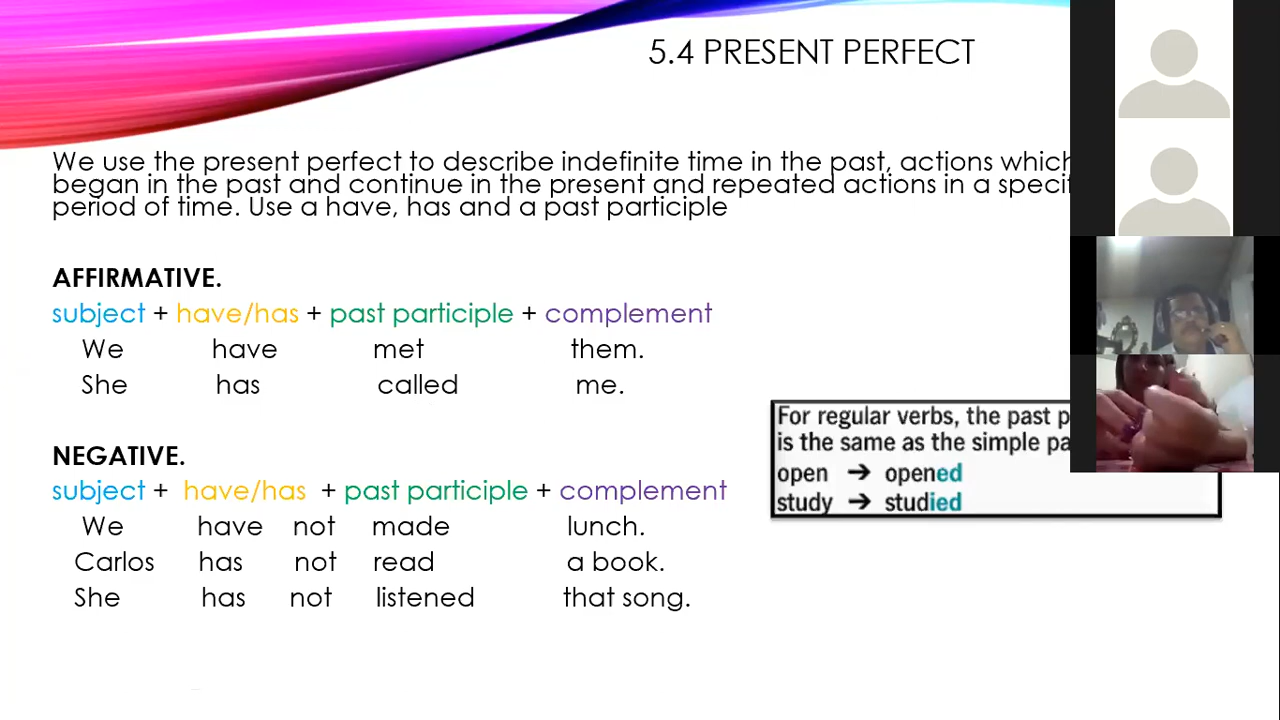 5.4 PRESENT PERFECT
We use the present perfect to describe indefinite time in the past, actions which
began in the past and continue in the present and repeated actions in a
period of time. Use a have, has and a past participle
AFFIRMATIVE.
subject + have/has + past participle + complement
We have met them.
She has called me.
NEGATIVE.
subject + have/has + past participle + complement
We have not made lunch.
Carlos has not read a book.
She has not listened that song.
For regular verbs, the past
is the same as the simple
open → opened
study → studied